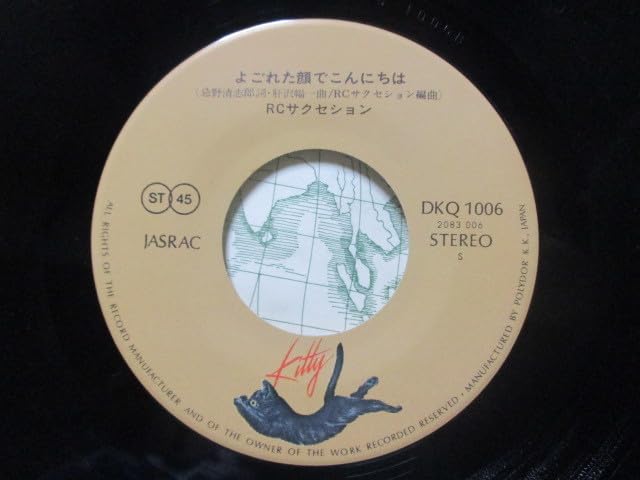 よごれた顔でこんにちは
(忌野清志郎詞・肝沢幅一曲/RCサクセション編曲)
RCサクセション
ST 45
JASRAC
DKQ 1006
2083 006
STEREO
S
Kitty
ALL RIGHTS OF THE RECORD MANUFACTURER AND OF THE OWNER OF THE WORK RECORDED RESERVED • MANUFACTURED BY POLYDOR K.K., JAPAN